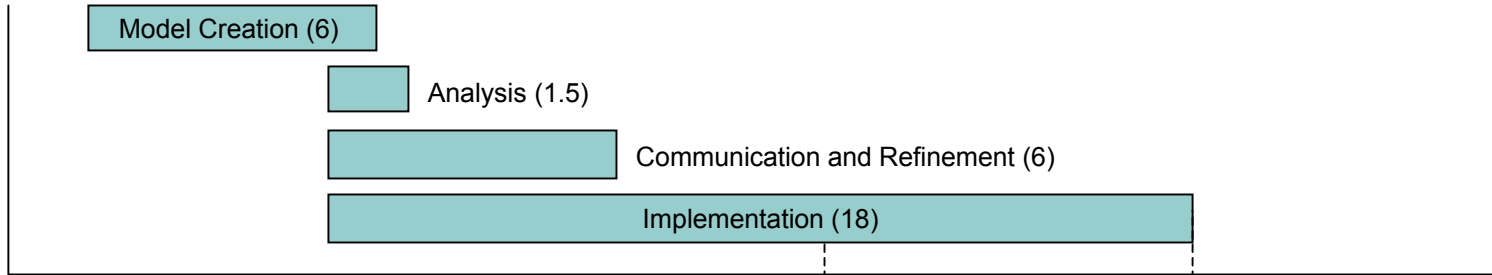 Model Creation (6)
Analysis (1.5)
Communication and Refinement (6)
Implementation (18)